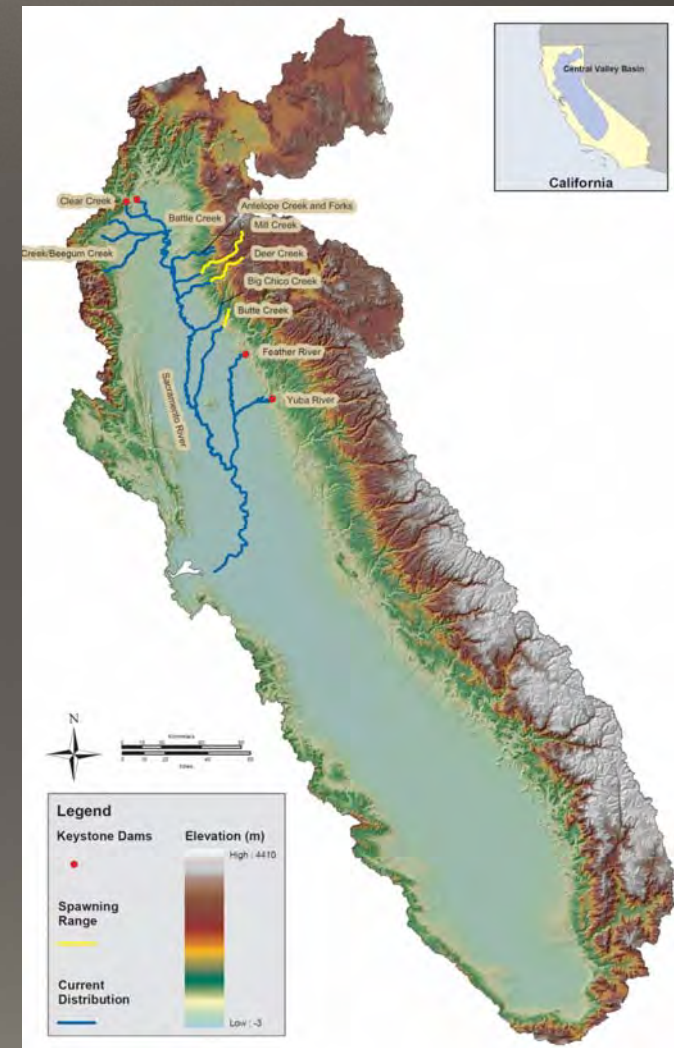 Central Valley Basin
California
Clear Creek
Antelope Creek and Forks
Battle Creek
Mill Creek
Creek/Beegum Creek
Deer Creek
Big Chico Creek
Butte Creek
Feather River
Sacramento River
Yuba River
N
Kilometers
Miles
Legend
Keystone Dams
Elevation (m)
High : 4410
Spawning
Range
Current
Distribution
Low : -3